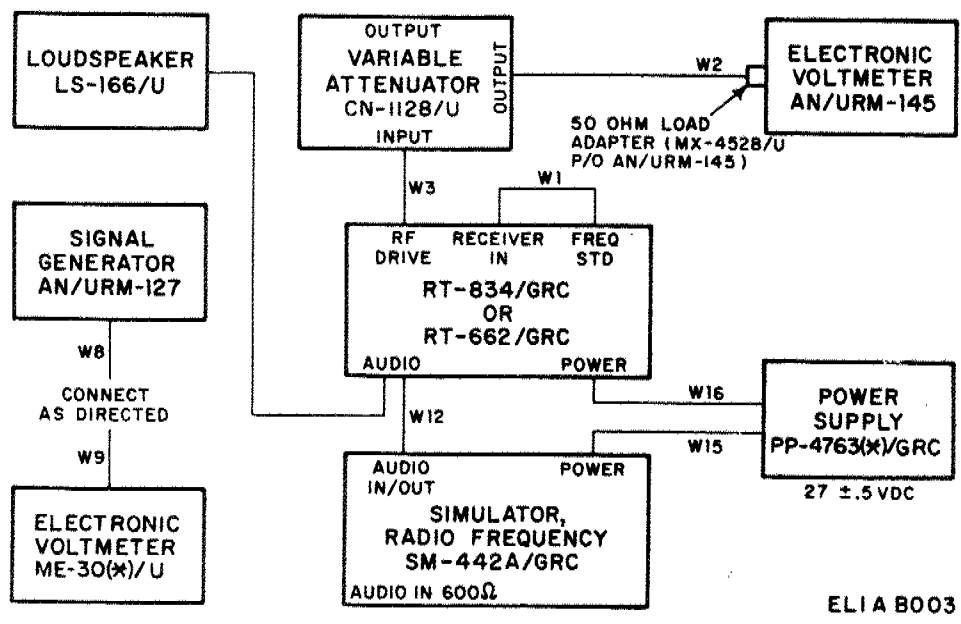 LOUDSPEAKER
LS-166/U
OUTPUT
VARIABLE
ATTENUATOR
CN-1128/U
INPUT
OUTPUT
W2
ELECTRONIC
VOLTMETER
AN/URM-145
50 OHM LOAD
ADAPTER (MX-4528/U
P/O AN/URM-145)
W3
W1
SIGNAL
GENERATOR
AN/URM-127
RF
DRIVE
RECEIVER
IN
FREQ
STD
RT-834/GRC
OR
RT-662/GRC
AUDIO
POWER
W8
CONNECT
AS DIRECTED
W9
W12
W16
W15
POWER
SUPPLY
PP-4763(*)/GRC
27 ±.5 VDC
ELECTRONIC
VOLTMETER
ME-30(*)/U
AUDIO
IN/OUT
POWER
SIMULATOR,
RADIO FREQUENCY
SM-442A/GRC
AUDIO IN 600Ω
EL1AB003